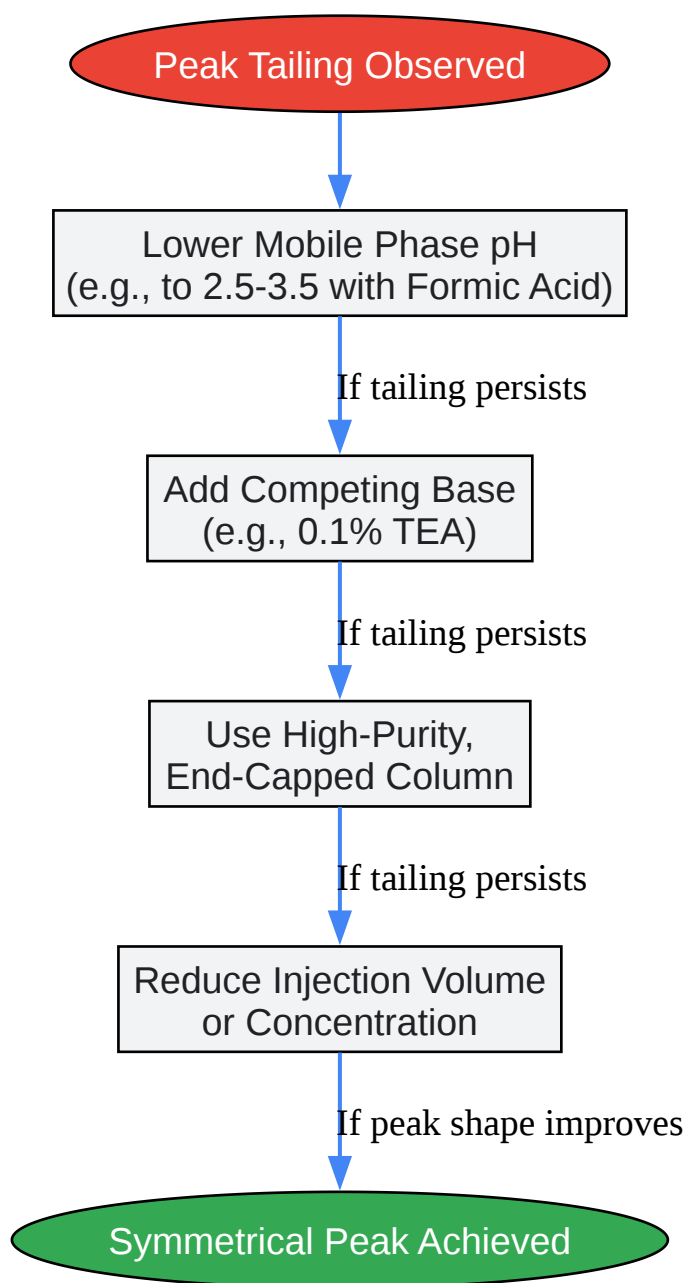 Peak Tailing Observed
Lower Mobile Phase pH
(e.g., to 2.5-3.5 with Formic Acid)
If tailing persists
Add Competing Base
(e.g., 0.1% TEA)
If tailing persists
Use High-Purity,
End-Capped Column
If tailing persists
Reduce Injection Volume
or Concentration
If peak shape improves
Symmetrical Peak Achieved